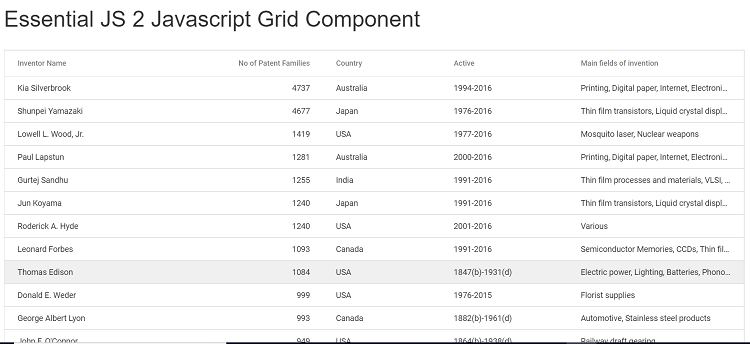 Essential JS 2 Javascript Grid Component
Inventor Name No of Patent Families Country Active Main fields of invention
Kia Silverbrook 4737 Australia 1994-2016 Printing, Digital paper, Internet, Electroni...
Shunpei Yamazaki 4677 Japan 1976-2016 Thin film transistors, Liquid crystal displ...
Lowell L. Wood, Jr. 1419 USA 1977-2016 Mosquito laser, Nuclear weapons
Paul Lapstun 1281 Australia 2000-2016 Printing, Digital paper, Internet, Electroni...
Gurtej Sandhu 1255 India 1991-2016 Thin film processes and materials, VLSI, ...
Jun Koyama 1240 Japan 1991-2016 Thin film transistors, Liquid crystal displ...
Roderick A. Hyde 1240 USA 2001-2016 Various
Leonard Forbes 1093 Canada 1991-2016 Semiconductor Memories, CCDs, Thin fil...
Thomas Edison 1084 USA 1847(b)-1931(d) Electric power, Lighting, Batteries, Phono...
Donald E. Weder 999 USA 1976-2015 Florist supplies
George Albert Lyon 993 Canada 1882(b)-1961(d) Automotive, Stainless steel products
John F. O'Connor 949 USA 1864(b)-1938(d) Railway draft gearing